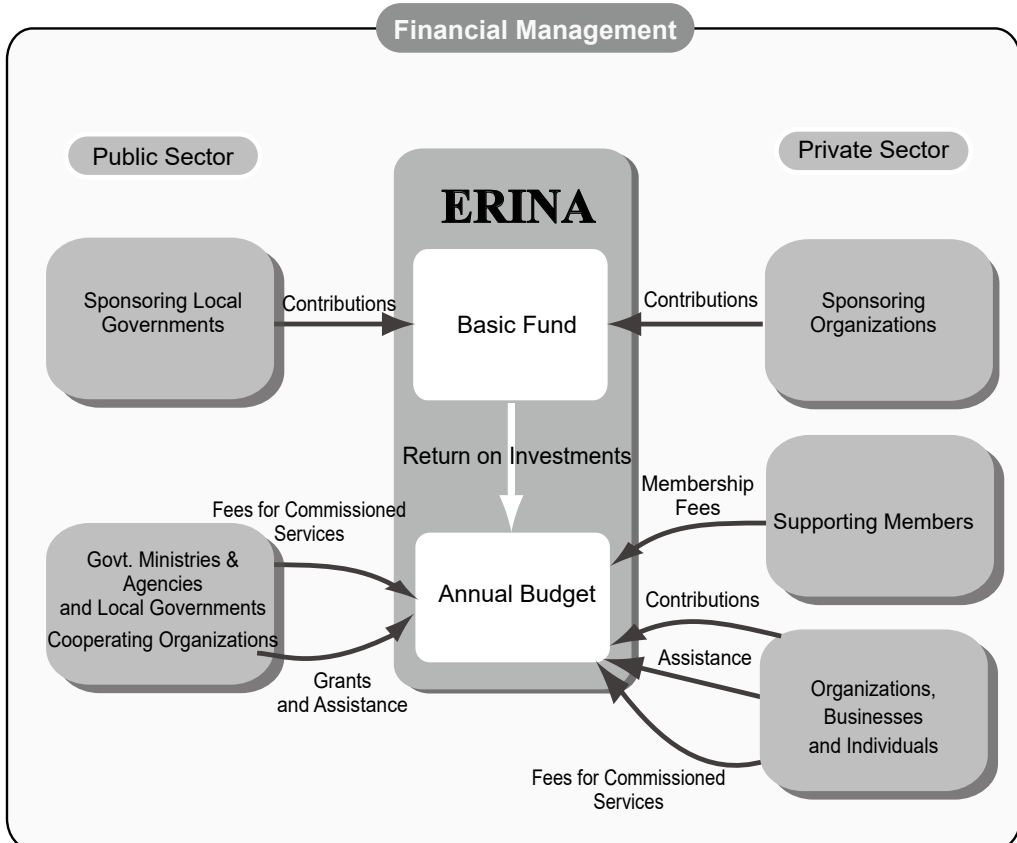 Financial Management
Public Sector
Private Sector
ERINA
Sponsoring Local
Governments
Contributions
Basic Fund
Contributions
Sponsoring
Organizations
Return on Investments
Membership
Fees
Supporting Members
Fees for Commissioned
Services
Govt. Ministries &
Agencies
and Local Governments
Cooperating Organizations
Annual Budget
Grants
and Assistance
Contributions
Assistance
Organizations,
Businesses
and Individuals
Fees for Commissioned
Services